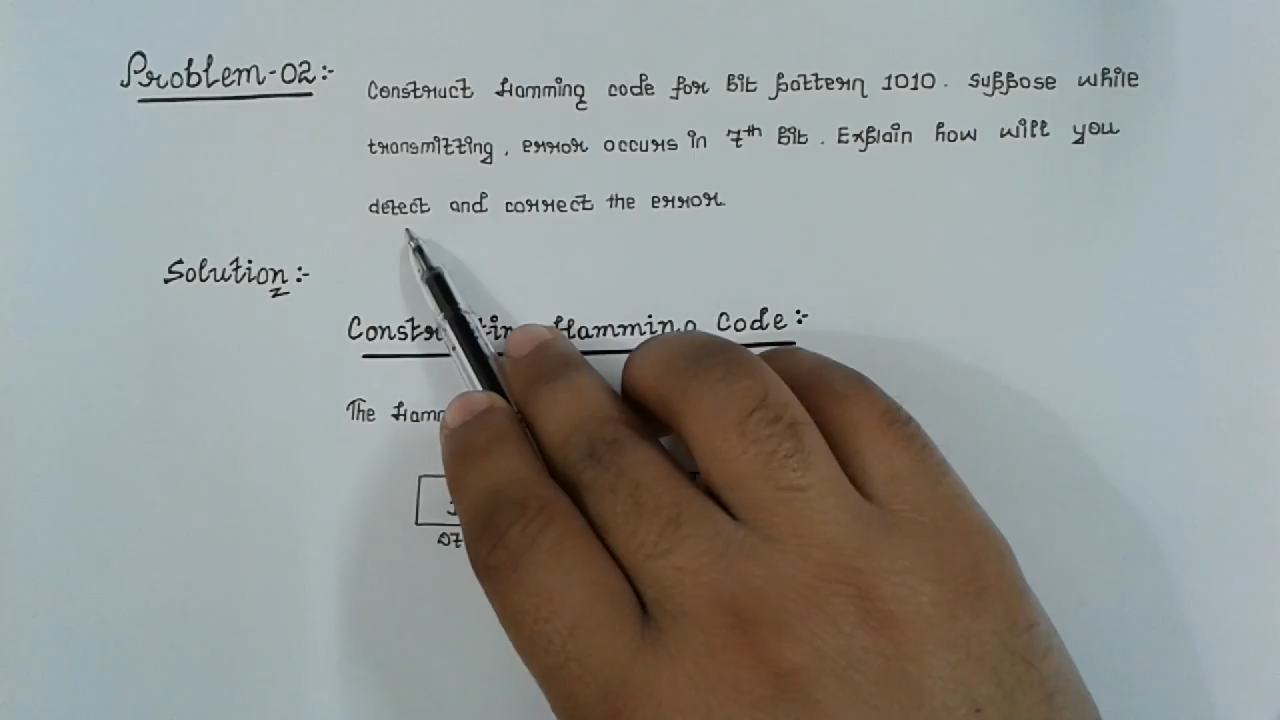 Problem-02:-
Construct Hamming code for Bit pattern 1010. Suppose while
transmitting, error occurs in 7th Bit. Explain how will you
detect and correct the error.
Solution:-
Hamming Code:-
The
D7